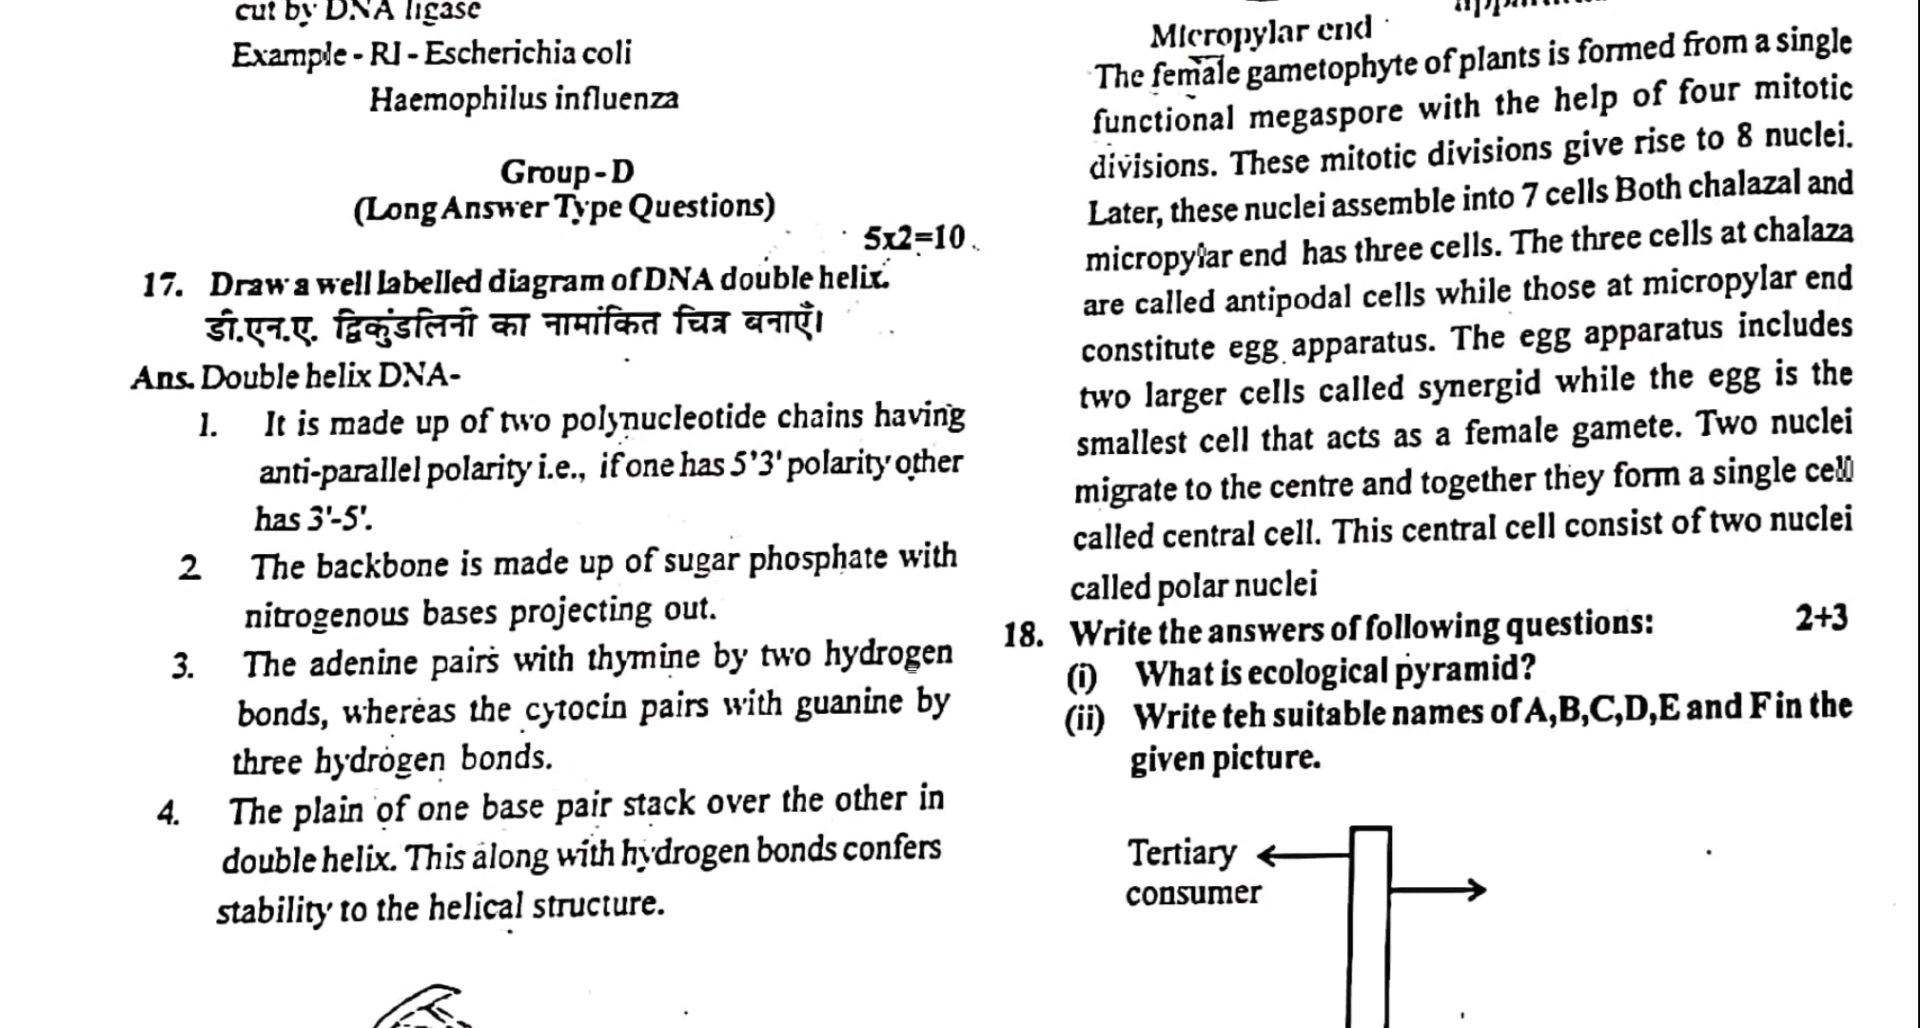 cut by DNA ligase
Example - RI - Escherichia coli
Haemophilus influenza
Group - D
(Long Answer Type Questions)
5x2=10
17. Draw a well labelled diagram of DNA double helix.
डी.एन.ए. द्विकुंडलिनी का नामांकित चित्र बनाएँ।
Ans. Double helix DNA-
1. It is made up of two polynucleotide chains having
anti-parallel polarity i.e., if one has 5'3' polarity other
has 3'-5'.
2 The backbone is made up of sugar phosphate with
nitrogenous bases projecting out.
3. The adenine pairs with thymine by two hydrogen
bonds, whereas the cytocin pairs with guanine by
three hydrogen bonds.
4. The plain of one base pair stack over the other in
double helix. This along with hydrogen bonds confers
stability to the helical structure.
Micropylar end
The female gametophyte of plants is formed from a single
functional megaspore with the help of four mitotic
divisions. These mitotic divisions give rise to 8 nuclei.
Later, these nuclei assemble into 7 cells Both chalazal and
micropylar end has three cells. The three cells at chalaza
are called antipodal cells while those at micropylar end
constitute egg apparatus. The egg apparatus includes
two larger cells called synergid while the egg is the
smallest cell that acts as a female gamete. Two nuclei
migrate to the centre and together they form a single cell
called central cell. This central cell consist of two nuclei
called polar nuclei
18. Write the answers of following questions: 2+3
(i) What is ecological pyramid?
(ii) Write teh suitable names of A,B,C,D,E and F in the
given picture.
Tertiary
consumer